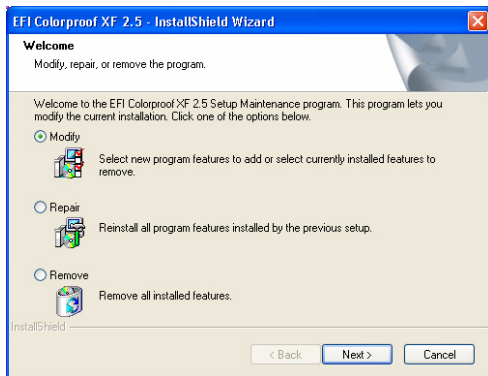 EFI Colorproof XF 2.5 - InstallShield Wizard
Welcome
Modify, repair, or remove the program.
Welcome to the EFI Colorproof XF 2.5 Setup Maintenance program. This program lets you
modify the current installation. Click one of the options below.
Modify
Select new program features to add or select currently installed features to
remove.
Repair
Reinstall all program features installed by the previous setup.
Remove
Remove all installed features.
InstallShield
< Back Next > Cancel